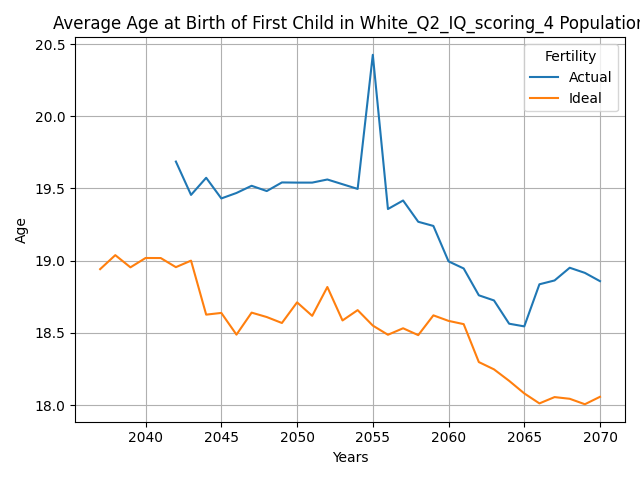 Average Age at Birth of First Child in White_Q2_IQ_scoring_4 Population
20.5
20.0
19.5
19.0
18.5
18.0
Age
Fertility
Actual
Ideal
2040 2045 2050 2055 2060 2065 2070
Years